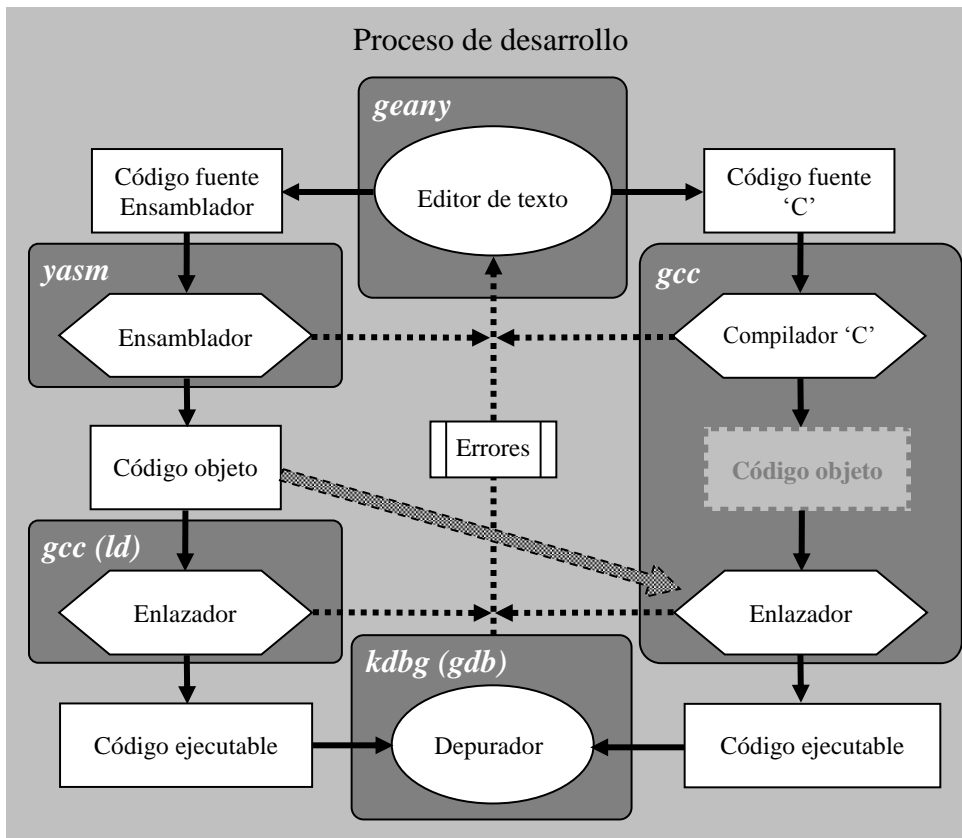 Proceso de desarrollo
geany
Código fuente
Ensamblador
Editor de texto
Código fuente
‘C’
yasm
gcc
Ensamblador
Compilador ‘C’
Código objeto
Errores
Código objeto
gcc (ld)
Enlazador
Enlazador
kdbg (gdb)
Código ejecutable
Depurador
Código ejecutable